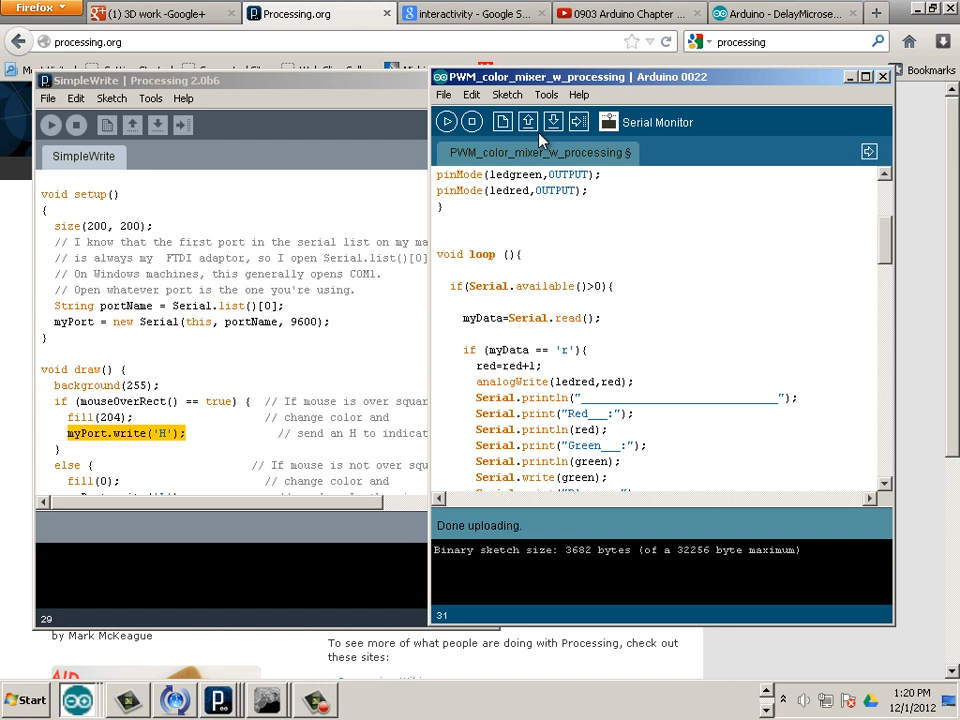 Firefox
(1) 3D work -Google+
Processing.org
interactivity - Google S...
0903 Arduino Chapter ...
Arduino - DelayMicrose...
processing.org
processing
Bookmarks
SimpleWrite | Processing 2.0b6
File Edit Sketch Tools Help
SimpleWrite
void setup()
{
size(200, 200);
// I know that the first port in the serial list on my ma
// is always my FTDI adaptor, so I open Serial.list()[0]
// On Windows machines, this generally opens COM1.
// Open whatever port is the one you're using.
String portName = Serial.list()[0];
myPort = new Serial(this, portName, 9600);
}
void draw() {
background(255);
if (mouseOverRect() == true) { // If mouse is over squar
fill(204); // change color and
myPort.write('H'); // send an H to indicat
}
else { // If mouse is not over
fill(0); // change color and
29
PWM_color_mixer_w_processing | Arduino 0022
File Edit Sketch Tools Help
Serial Monitor
PWM_color_mixer_w_processing §
pinMode(ledgreen,OUTPUT);
pinMode(ledred,OUTPUT);
}
void loop (){
if(Serial.available()>0){
myData=Serial.read();
if (myData == 'r'){
red=red+1;
analogWrite(ledred,red);
Serial.println("____________________________");
Serial.print("Red___:");
Serial.println(red);
Serial.print("Green___:");
Serial.println(green);
Serial.write(green);
Done uploading.
Binary sketch size: 3682 bytes (of a 32256 byte maximum)
31
by Mark McKeague
To see more of what people are doing with Processing, check out
these sites:
Start
1:20 PM
12/1/2012